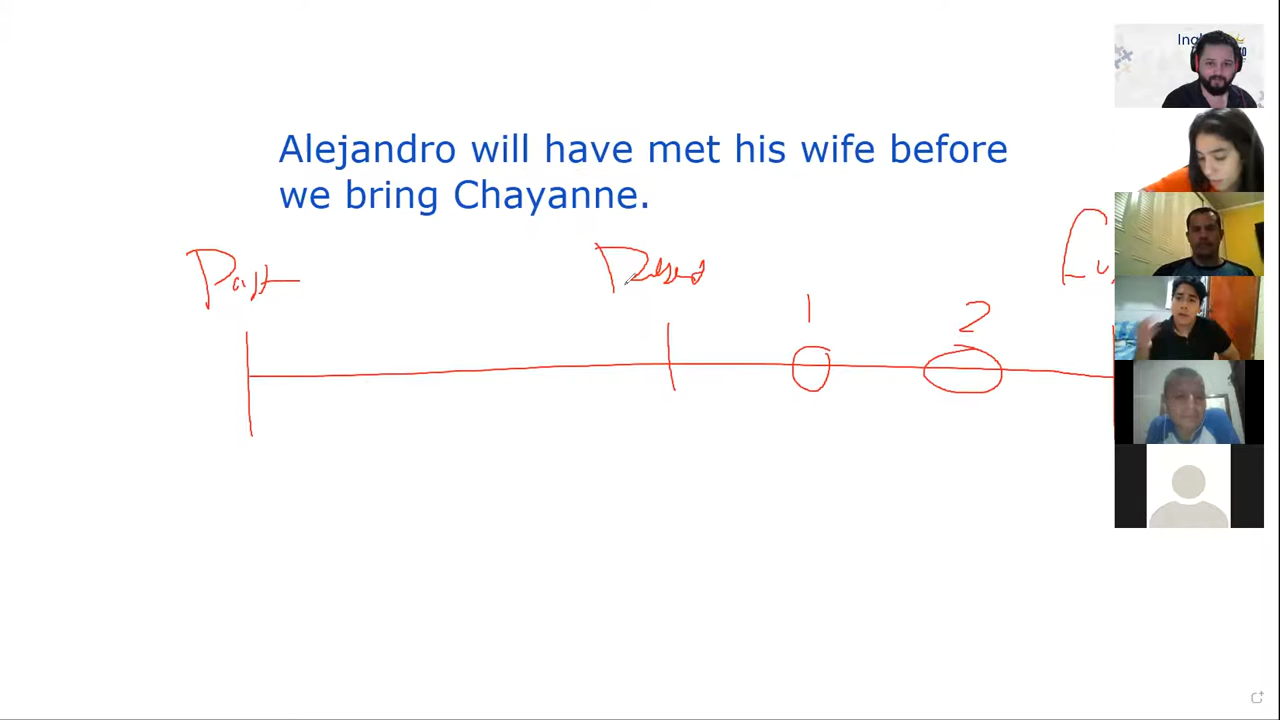 Alejandro will have met his wife before
we bring Chayanne.
Past
Present
1
2